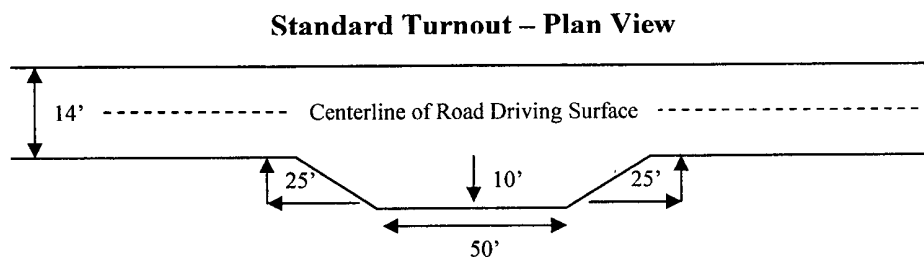 Standard Turnout – Plan View
14'
Centerline of Road Driving Surface
25'
10'
25'
50'